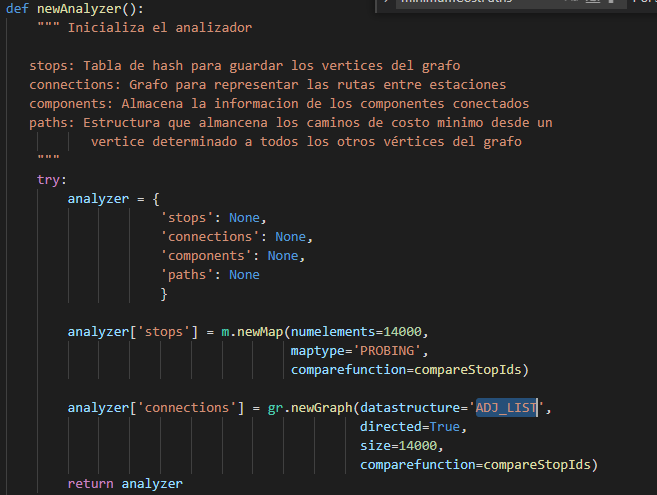 def newAnalyzer():
""" Inicializa el analizador
stops: Tabla de hash para guardar los vertices del grafo
connections: Grafo para representar las rutas entre estaciones
components: Almacena la informacion de los componentes conectados
paths: Estructura que almancena los caminos de costo minimo desde un
vertice determinado a todos los otros vértices del grafo
"""
try:
analyzer = {
'stops': None,
'connections': None,
'components': None,
'paths': None
}
analyzer['stops'] = m.newMap(numelements=14000,
maptype='PROBING',
comparefunction=compareStopIds)
analyzer['connections'] = gr.newGraph(datastructure='ADJ_LIST',
directed=True,
size=14000,
comparefunction=compareStopIds)
return analyzer